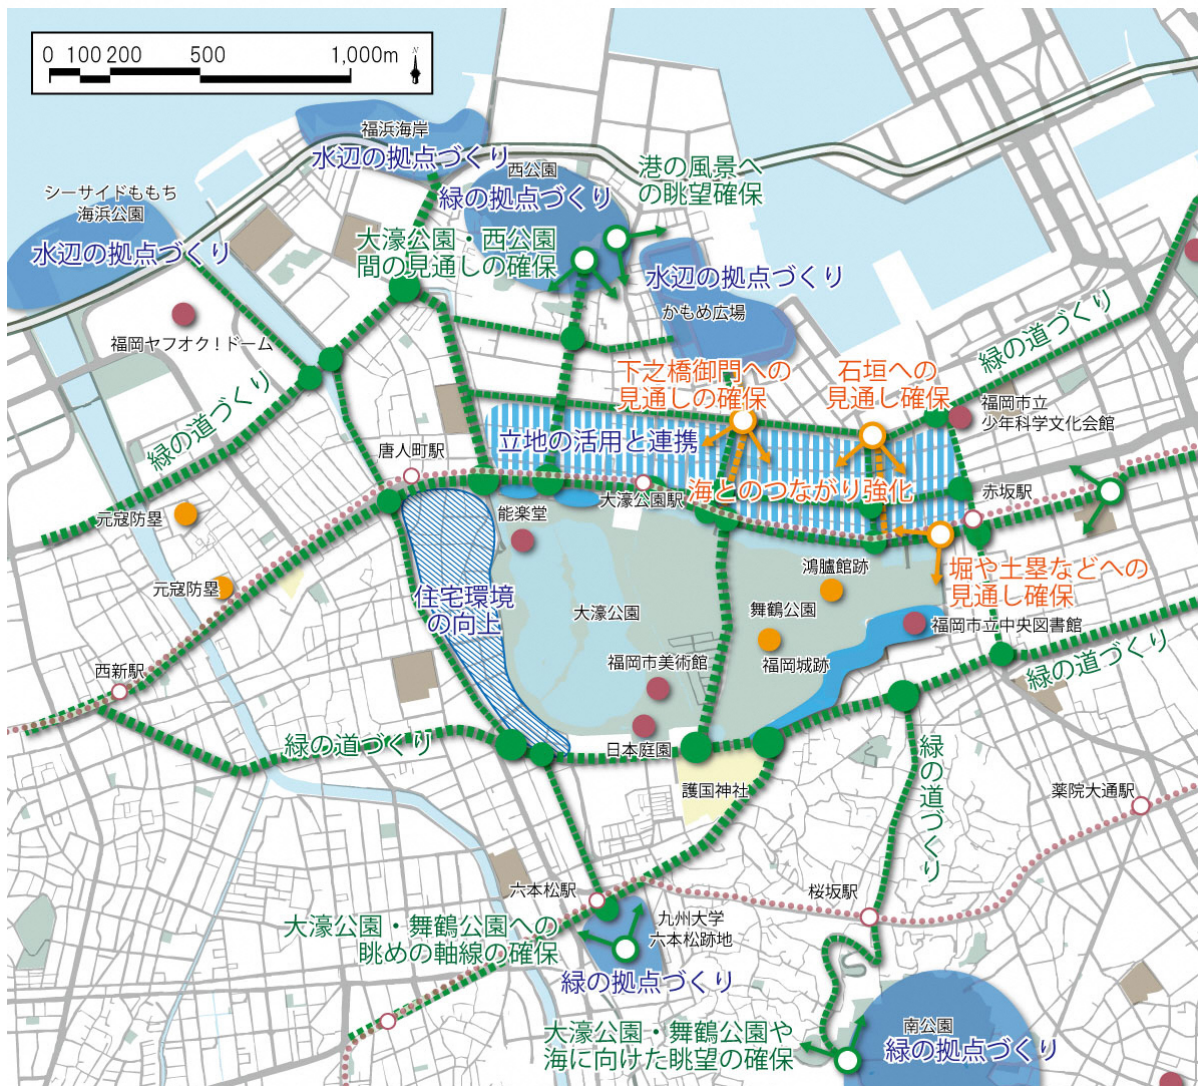 0 100 200 500 1,000m
N
福浜海岸
水辺の拠点づくり
西公園
緑の拠点づくり
港の風景へ
の眺望確保
シーサイドももち
海浜公園
水辺の拠点づくり
大濠公園・西公園
間の見通しの確保
水辺の拠点づくり
かもめ広場
福岡ヤフオク!ドーム
下之橋御門への
見通しの確保
石垣への
見通し確保
緑の道づくり
福岡市立
少年科学文化会館
緑の道づくり
唐人町駅
立地の活用と連携
大濠公園駅
海とのつながり強化
赤坂駅
元寇防塁
能楽堂
元寇防塁
住宅環境
の向上
大濠公園
鴻臚館跡
舞鶴公園
堀や土塁などへの
見通し確保
福岡市立中央図書館
福岡市美術館
福岡城跡
緑の道づくり
西新駅
緑の道づくり
日本庭園
護国神社
緑の道づくり
薬院大通駅
六本松駅
桜坂駅
大濠公園・舞鶴公園への
眺めの軸線の確保
九州大学
六本松跡地
緑の拠点づくり
大濠公園・舞鶴公園や
海に向けた眺望の確保
南公園
緑の拠点づくり